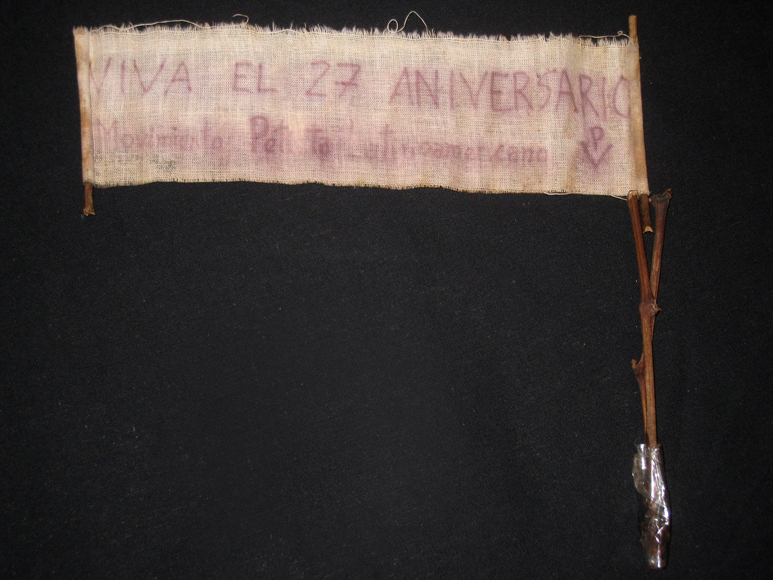 VIVA EL 27 ANIVERSARIO
Movimiento Latinoamericano
P
V